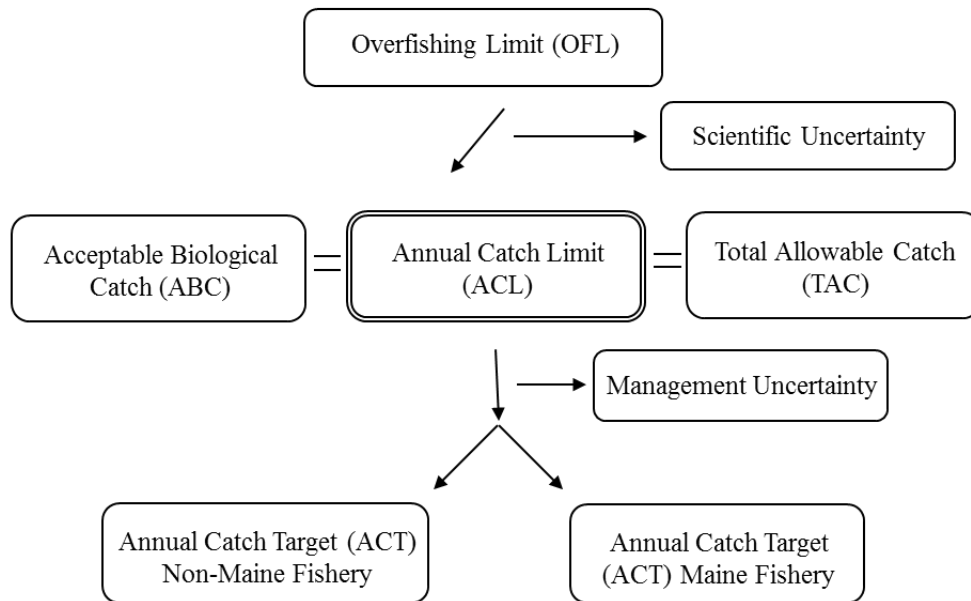 Overfishing Limit (OFL)
Scientific Uncertainty
Acceptable Biological
Catch (ABC)
=
Annual Catch Limit
(ACL)
=
Total Allowable Catch
(TAC)
Management Uncertainty
Annual Catch Target (ACT)
Non-Maine Fishery
Annual Catch Target
(ACT) Maine Fishery